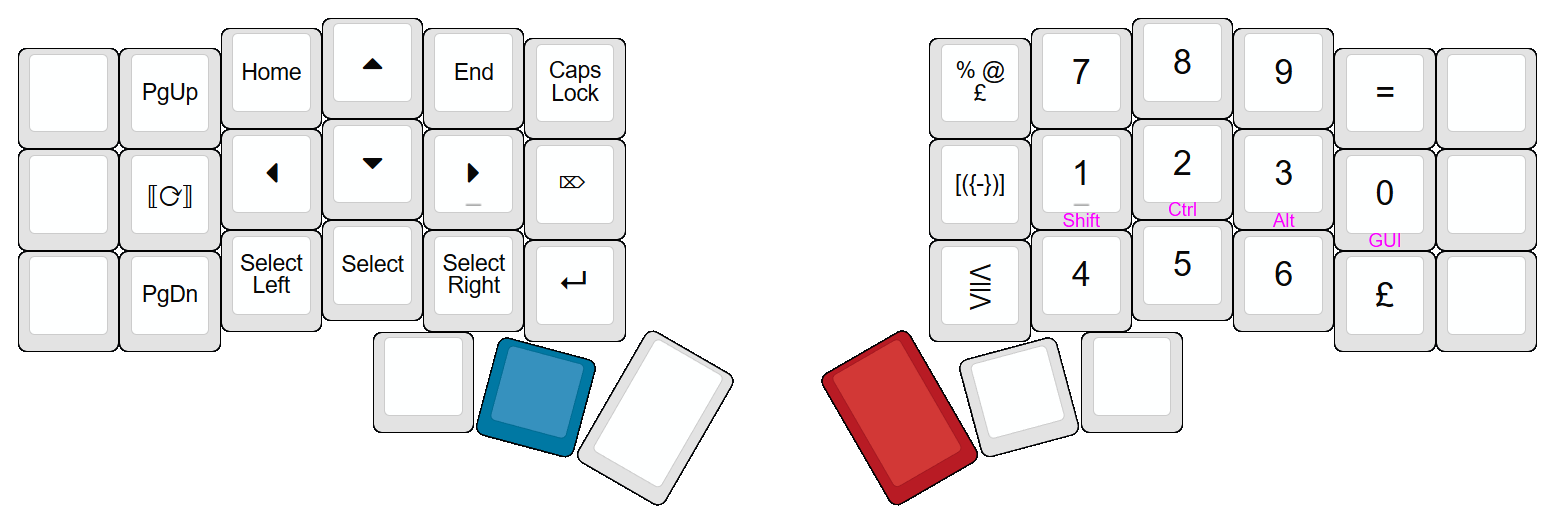 PgUp
Home
▲
End
Caps
Lock
⟦⟳⟧
◀
▼
▶
⌦
PgDn
Select
Left
Select
Select
Right
↵
% @
£
7
8
9
=
[({-})]
1
Shift
2
Ctrl
3
Alt
0
GUI
⋚
4
5
6
£